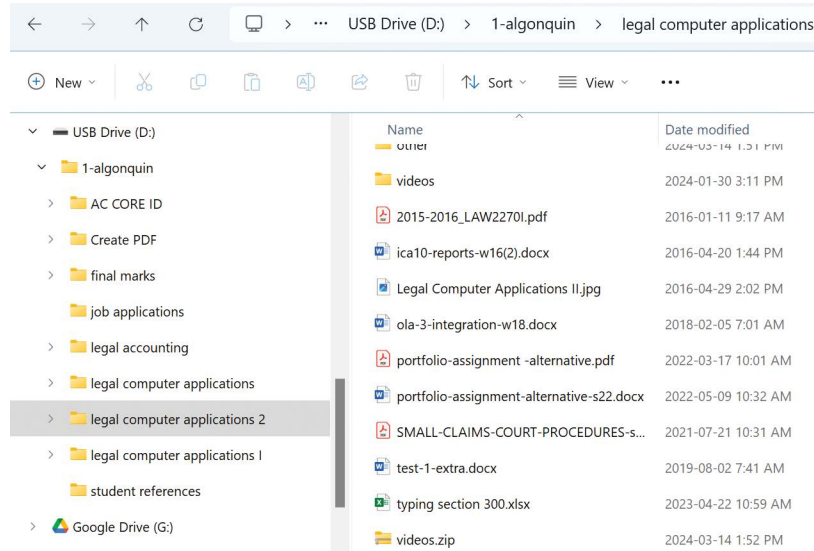 USB Drive (D:) > 1-algonquin > legal computer applications
New Sort View
USB Drive (D:)
1-algonquin
AC CORE ID
Create PDF
final marks
job applications
legal accounting
legal computer applications
legal computer applications 2
legal computer applications I
student references
Google Drive (G:)
Name Date modified
other 2024-03-14 1:51 PM
videos 2024-01-30 3:11 PM
2015-2016_LAW2270I.pdf 2016-01-11 9:17 AM
ica10-reports-w16(2).docx 2016-04-20 1:44 PM
Legal Computer Applications II.jpg 2016-04-29 2:02 PM
ola-3-integration-w18.docx 2018-02-05 7:01 AM
portfolio-assignment -alternative.pdf 2022-03-17 10:01 AM
portfolio-assignment-alternative-s22.docx 2022-05-09 10:32 AM
SMALL-CLAIMS-COURT-PROCEDURES-s... 2021-07-21 10:31 AM
test-1-extra.docx 2019-08-02 7:41 AM
typing section 300.xlsx 2023-04-22 10:59 AM
videos.zip 2024-03-14 1:52 PM